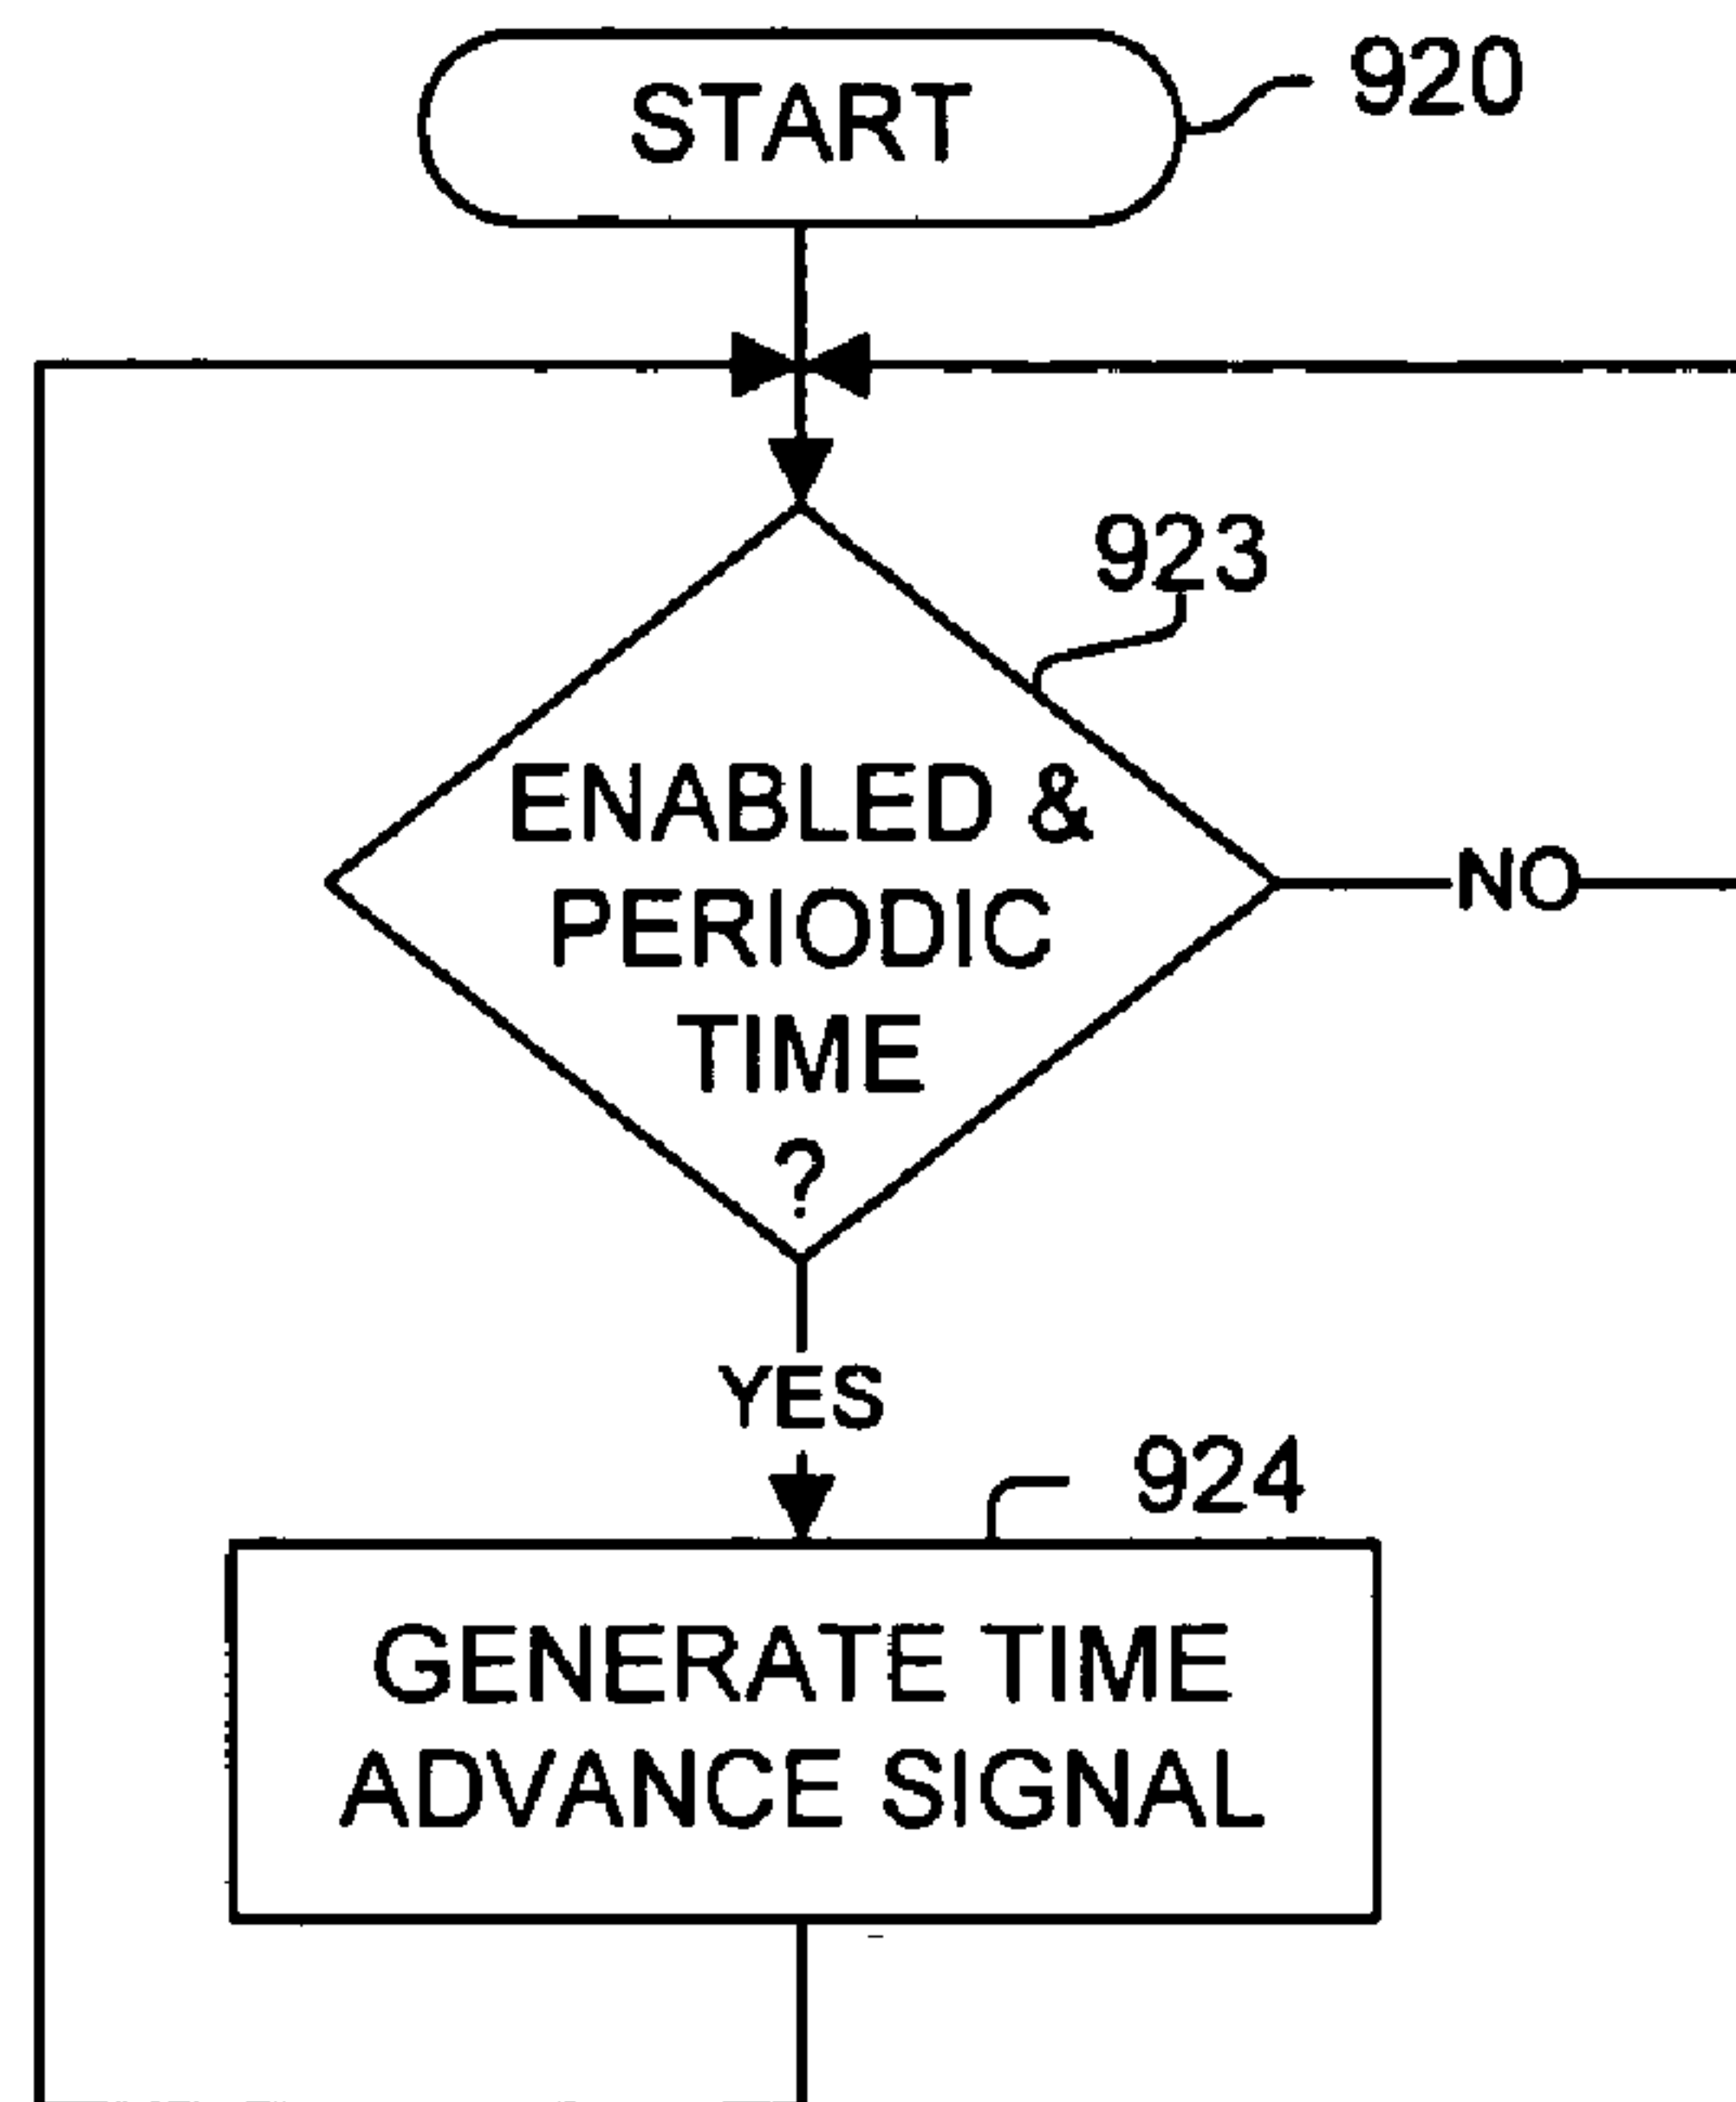 START
920
923
ENABLED &
PERIODIC
TIME
?
NO
YES
924
GENERATE TIME
ADVANCE SIGNAL